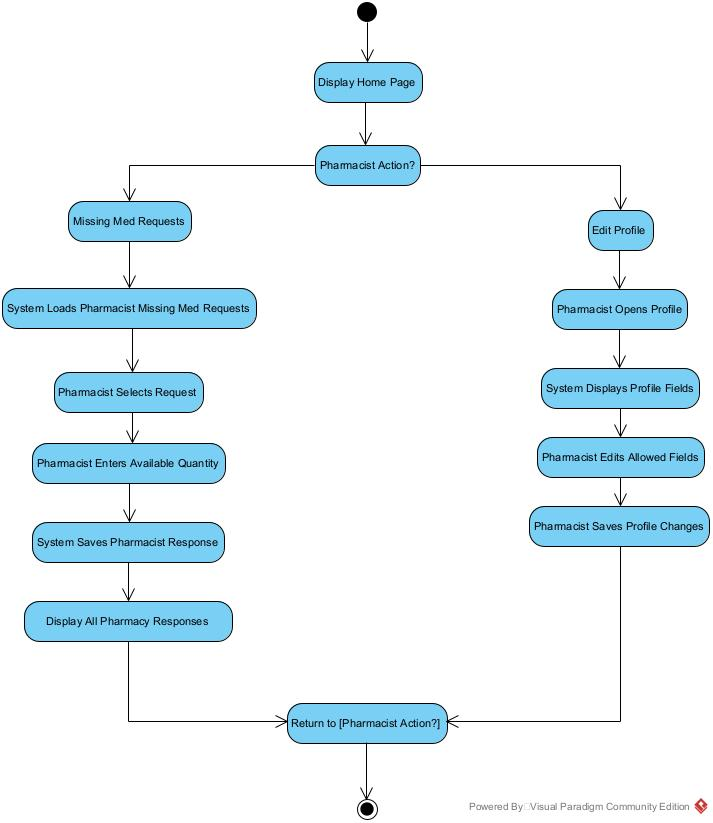 Display Home Page
Pharmacist Action?
Missing Med Requests
System Loads Pharmacist Missing Med Requests
Pharmacist Selects Request
Pharmacist Enters Available Quantity
System Saves Pharmacist Response
Display All Pharmacy Responses
Edit Profile
Pharmacist Opens Profile
System Displays Profile Fields
Pharmacist Edits Allowed Fields
Pharmacist Saves Profile Changes
Return to [Pharmacist Action?]
Powered By Visual Paradigm Community Edition